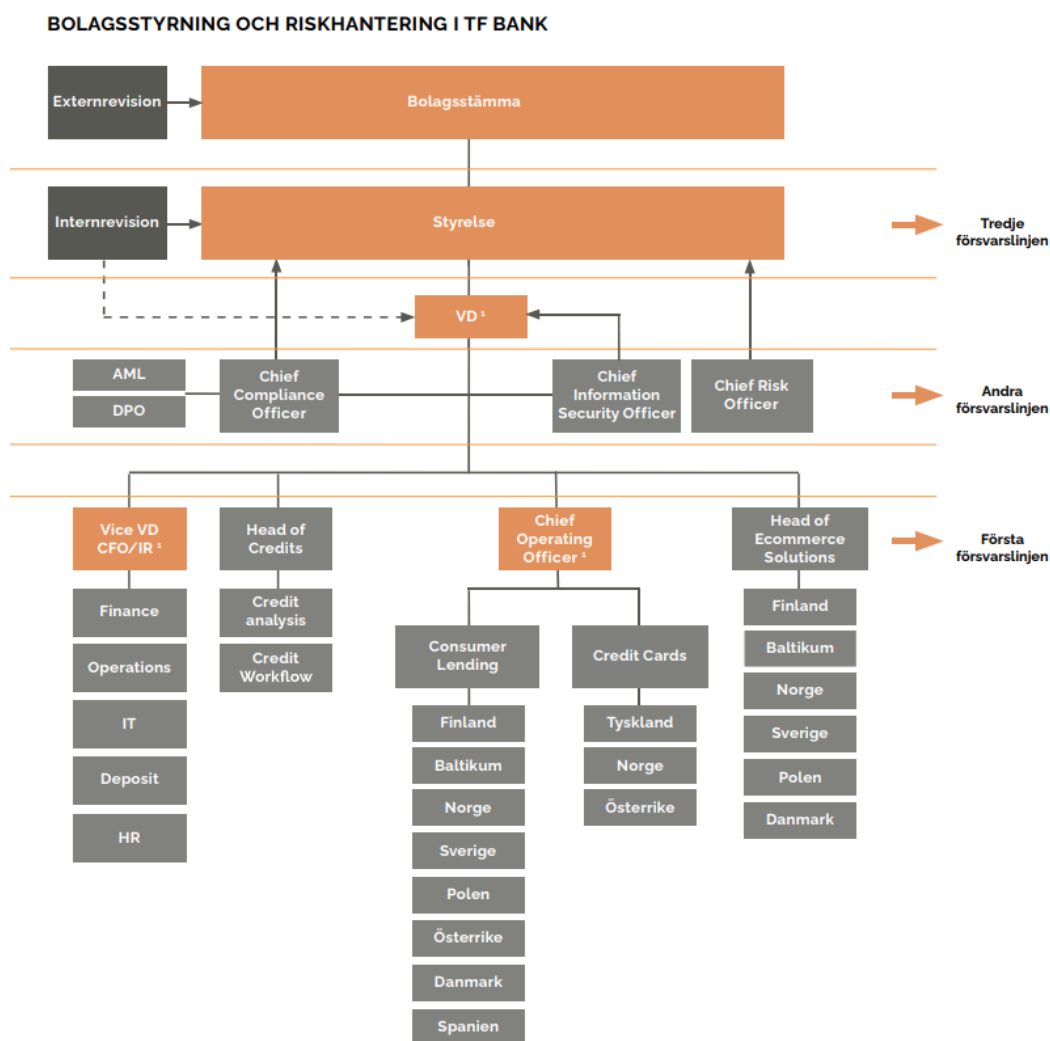 BOLAGSSTYRNING OCH RISKHANTERING I TF BANK
Externrevision
Bolagsstämma
Internrevision
Styrelse
Tredje
försvarslinjen
VD ¹
AML
DPO
Chief
Compliance
Officer
Chief
Information
Security Officer
Chief Risk
Officer
Andra
försvarslinjen
Vice VD
CFO/IR ¹
Head of
Credits
Chief
Operating
Officer ¹
Head of
Ecommerce
Solutions
Första
försvarslinjen
Finance
Operations
IT
Deposit
HR
Credit
analysis
Credit
Workflow
Consumer
Lending
Finland
Baltikum
Norge
Sverige
Polen
Österrike
Danmark
Spanien
Credit Cards
Tyskland
Norge
Österrike
Finland
Baltikum
Norge
Sverige
Polen
Danmark